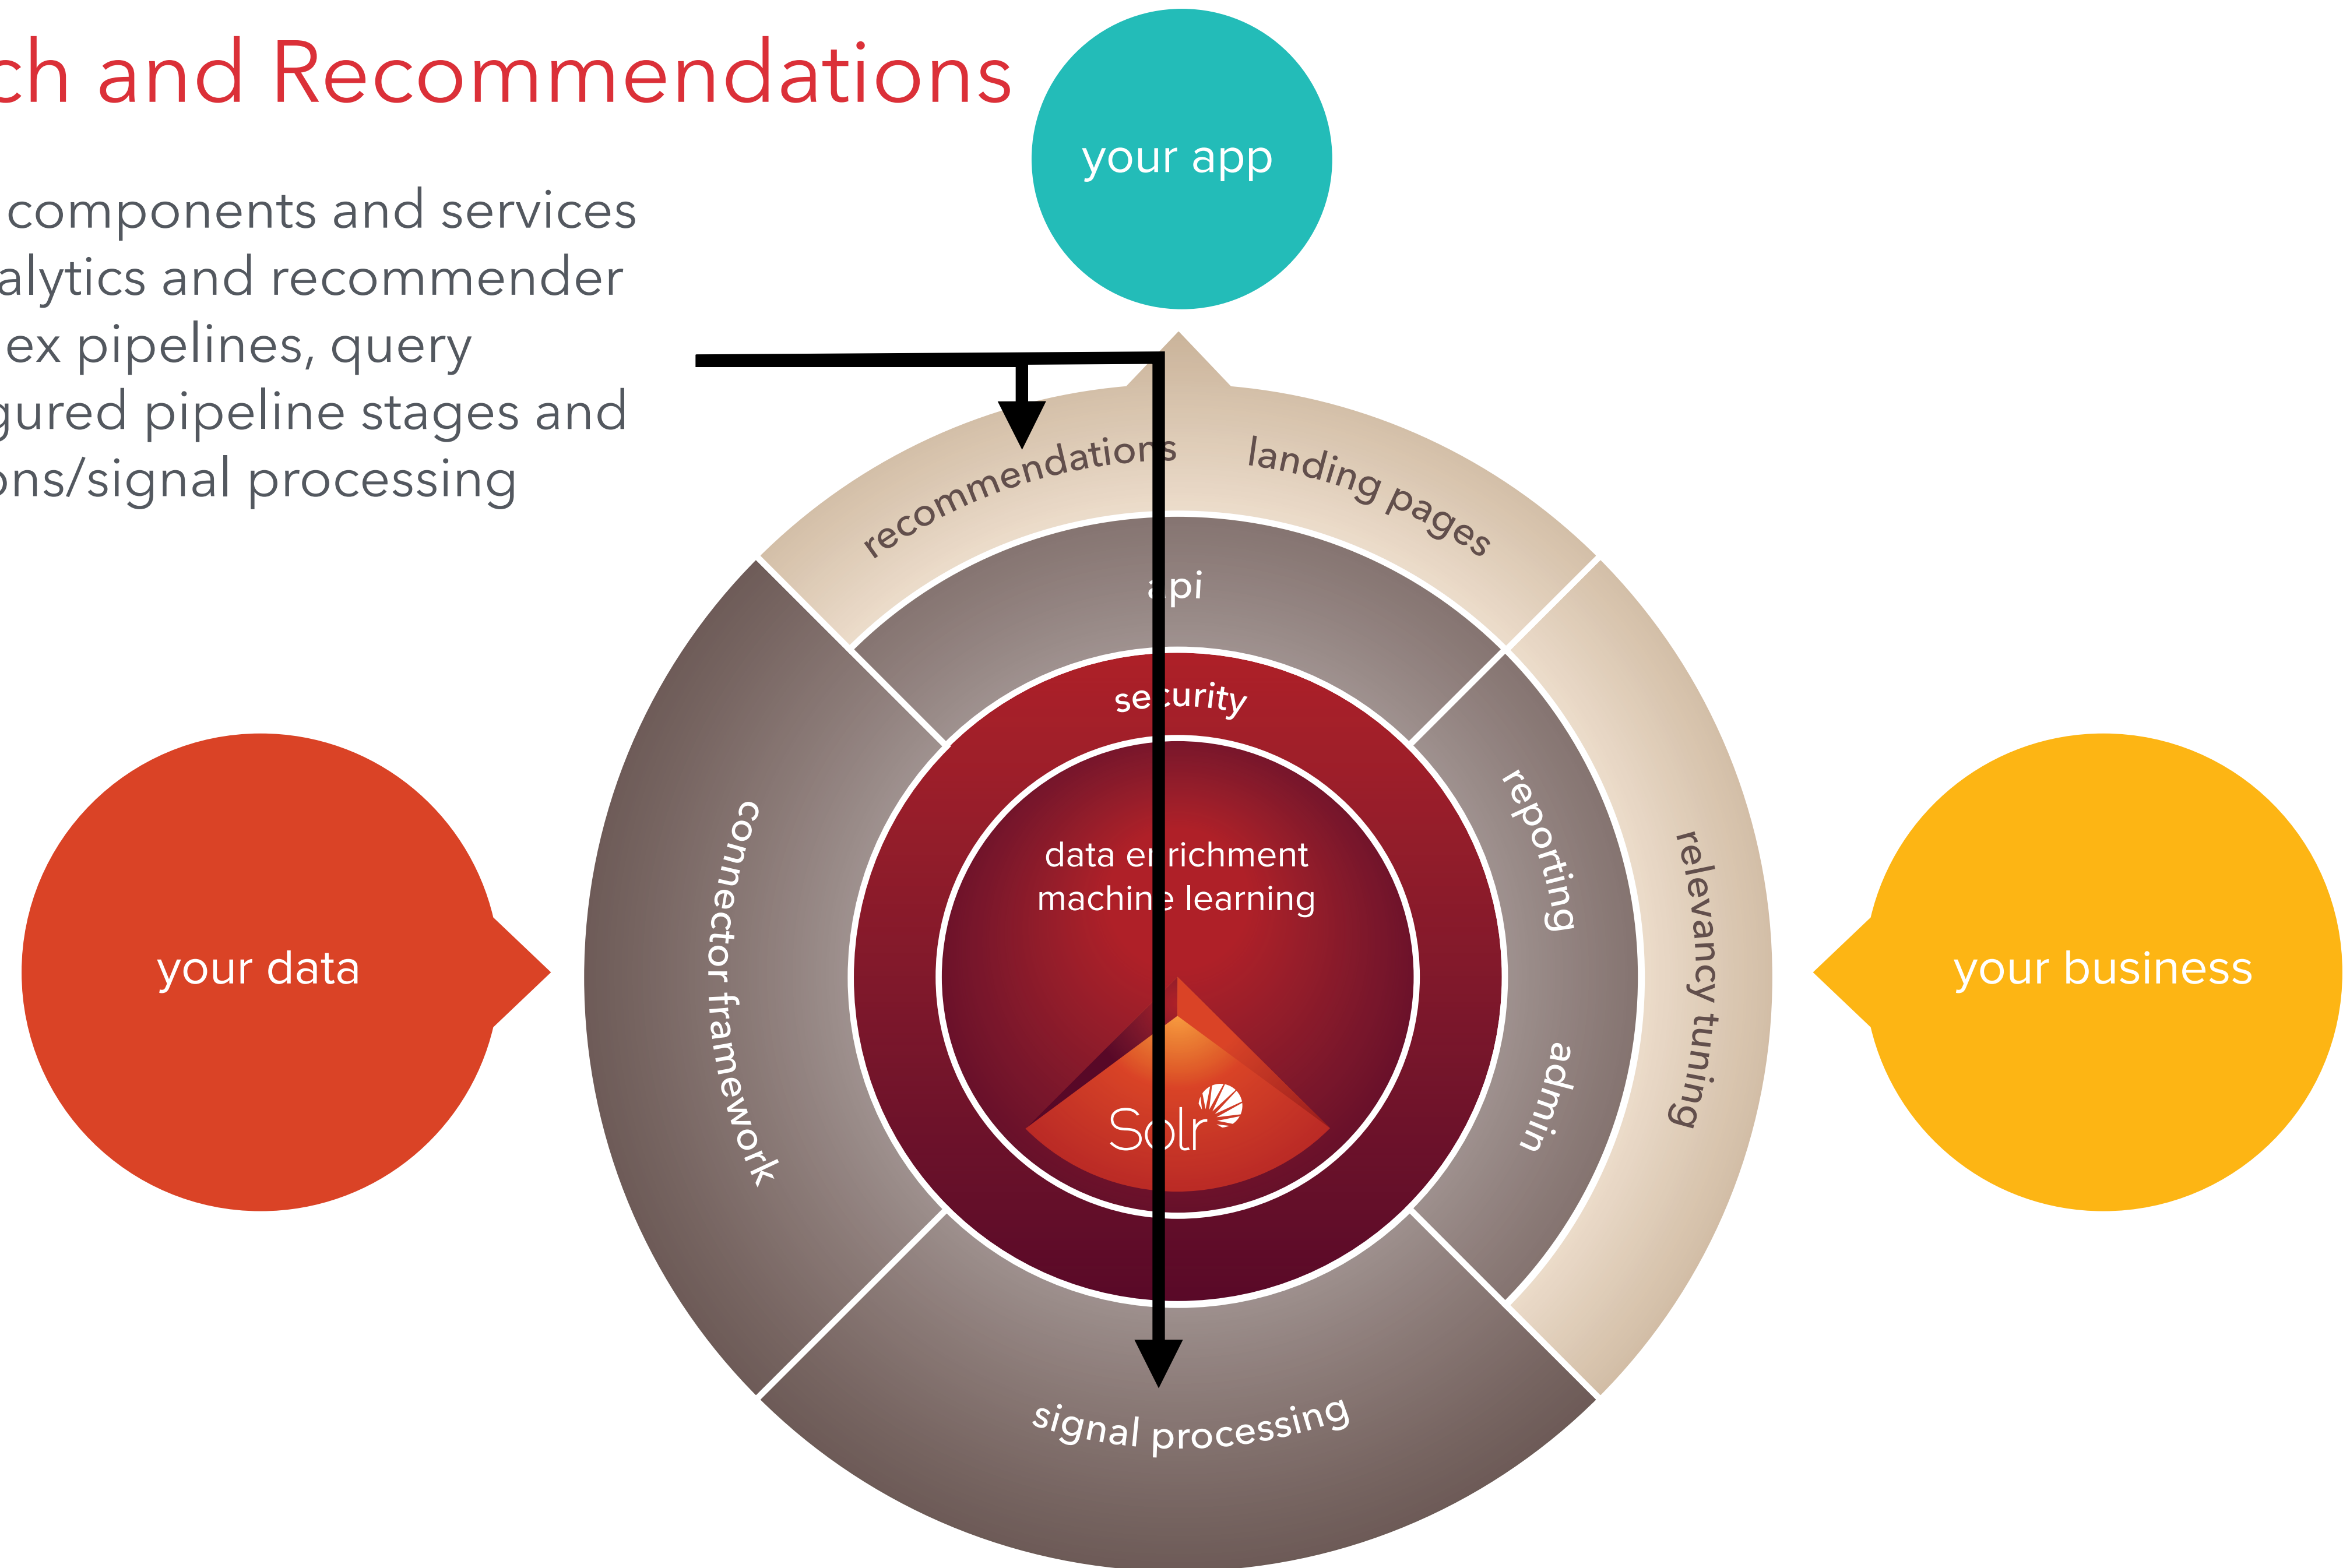 ch and Recommendations
your app
components and services
alytics and recommender
ex pipelines, query
gured pipeline stages and
ons/signal processing
recommendations
landing pages
api
security
data enrichment
machine learning
connector framework
reporting
relevancy tuning
your data
your business
admin
Solr
signal processing